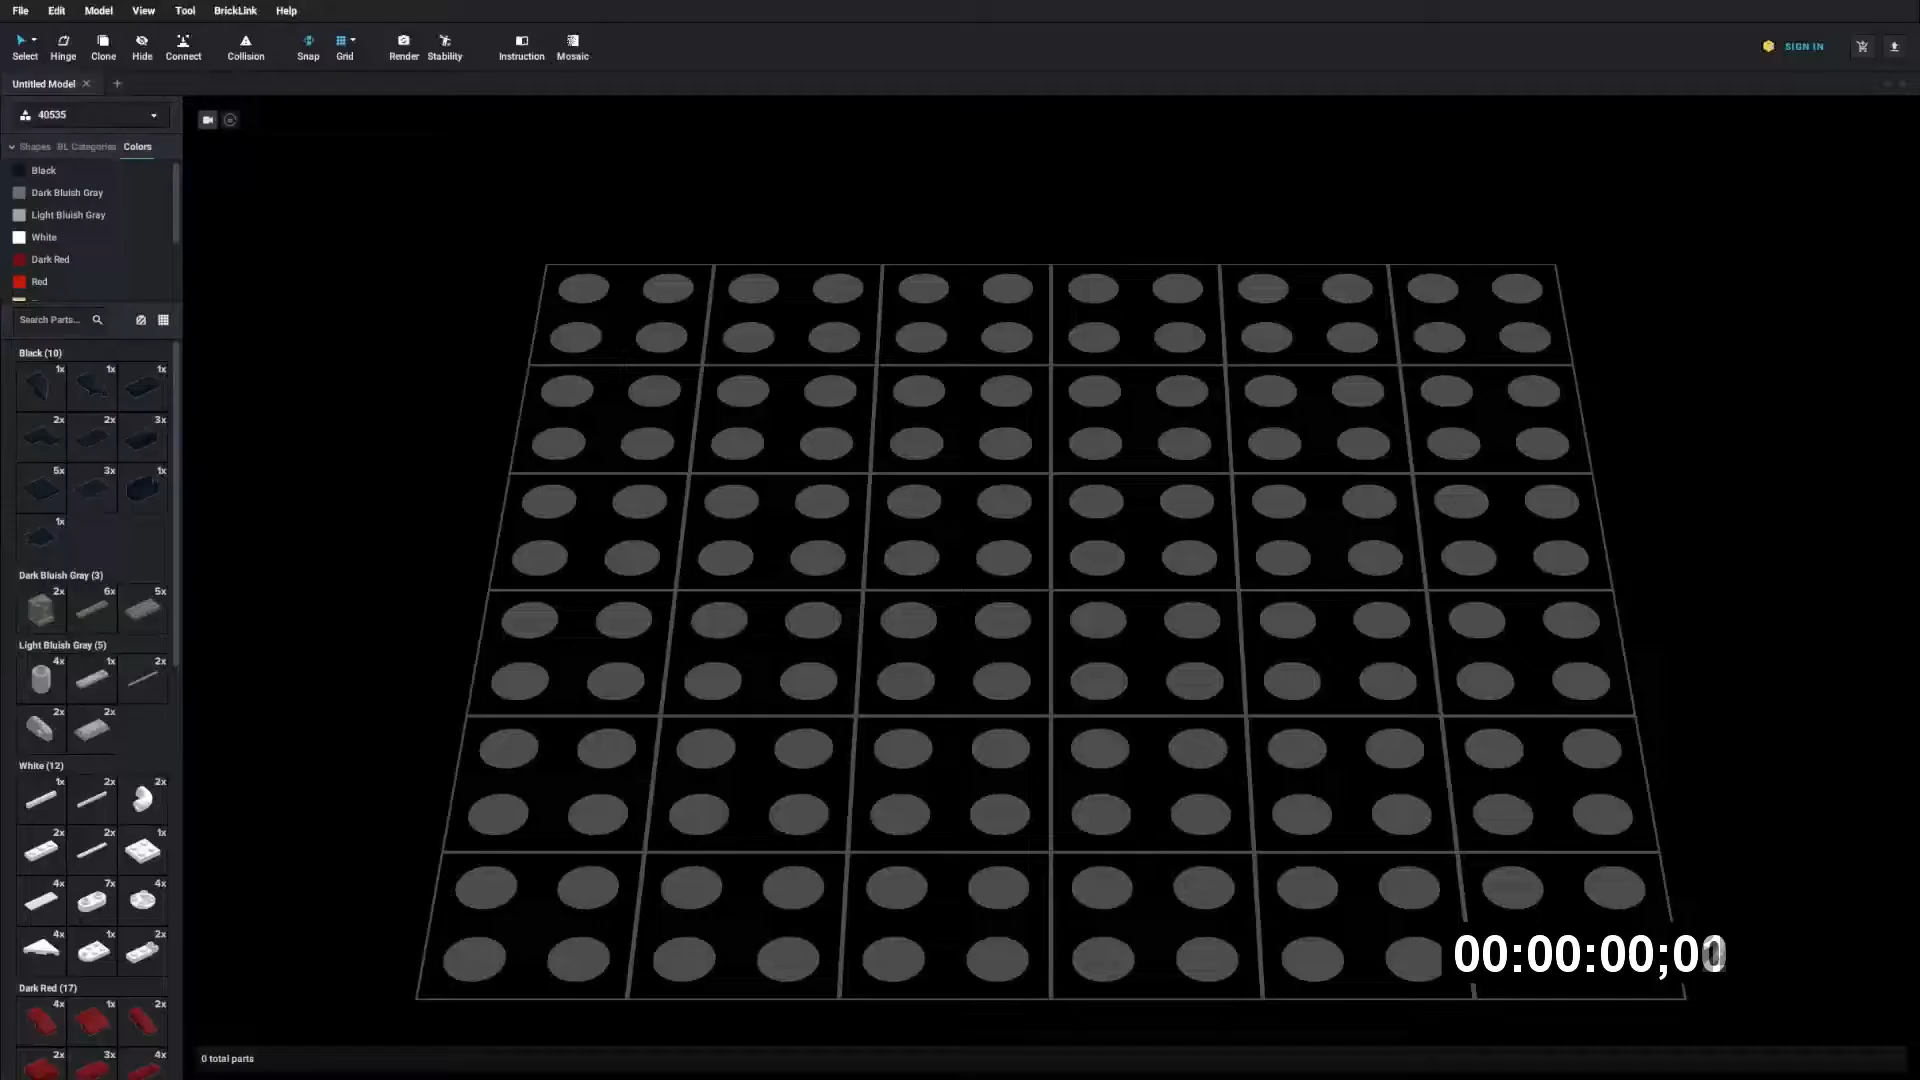 File Edit Model View Tool BrickLink Help
Select Hinge Clone Hide Connect Collision Snap Grid Render Stability Instruction Mosaic
SIGN IN
Untitled Model
40535
Shapes BL Categories Colors
Black
Dark Bluish Gray
Light Bluish Gray
White
Dark Red
Red
Search Parts...
Black (10)
1x 1x 1x
2x 2x 3x
5x 3x 1x
1x
Dark Bluish Gray (3)
2x 6x 5x
Light Bluish Gray (5)
4x 1x 2x
2x 2x
White (12)
1x 2x 2x
2x 2x 1x
4x 7x 4x
4x 1x 2x
Dark Red (17)
4x 1x 2x
2x 3x 4x
00:00:00;0
0 total parts